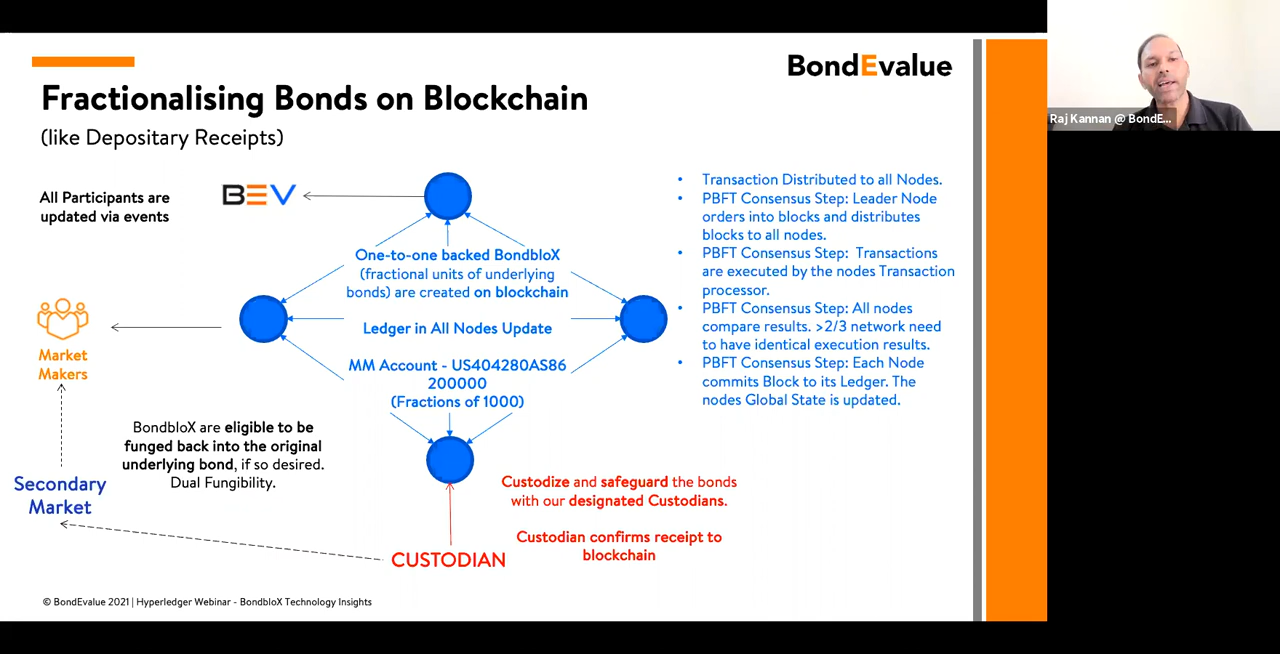 BondEvalue
Fractionalising Bonds on Blockchain
(like Depositary Receipts)
Raj Kannan @ BondE...
All Participants are
updated via events
BEV
One-to-one backed BondbloX
(fractional units of underlying
bonds) are created on blockchain
Ledger in All Nodes Update
MM Account - US404280AS86
200000
(Fractions of 1000)
Market
Makers
BondbloX are eligible to be
funged back into the original
underlying bond, if so desired.
Dual Fungibility.
Secondary
Market
CUSTODIAN
Custodize and safeguard the bonds
with our designated Custodians.
Custodian confirms receipt to
blockchain
• Transaction Distributed to all Nodes.
• PBFT Consensus Step: Leader Node
orders into blocks and distributes
blocks to all nodes.
• PBFT Consensus Step: Transactions
are executed by the nodes Transaction
processor.
• PBFT Consensus Step: All nodes
compare results. >2/3 network need
to have identical execution results.
• PBFT Consensus Step: Each Node
commits Block to its Ledger. The
nodes Global State is updated.
© BondEvalue 2021 | Hyperledger Webinar - BondbloX Technology Insights